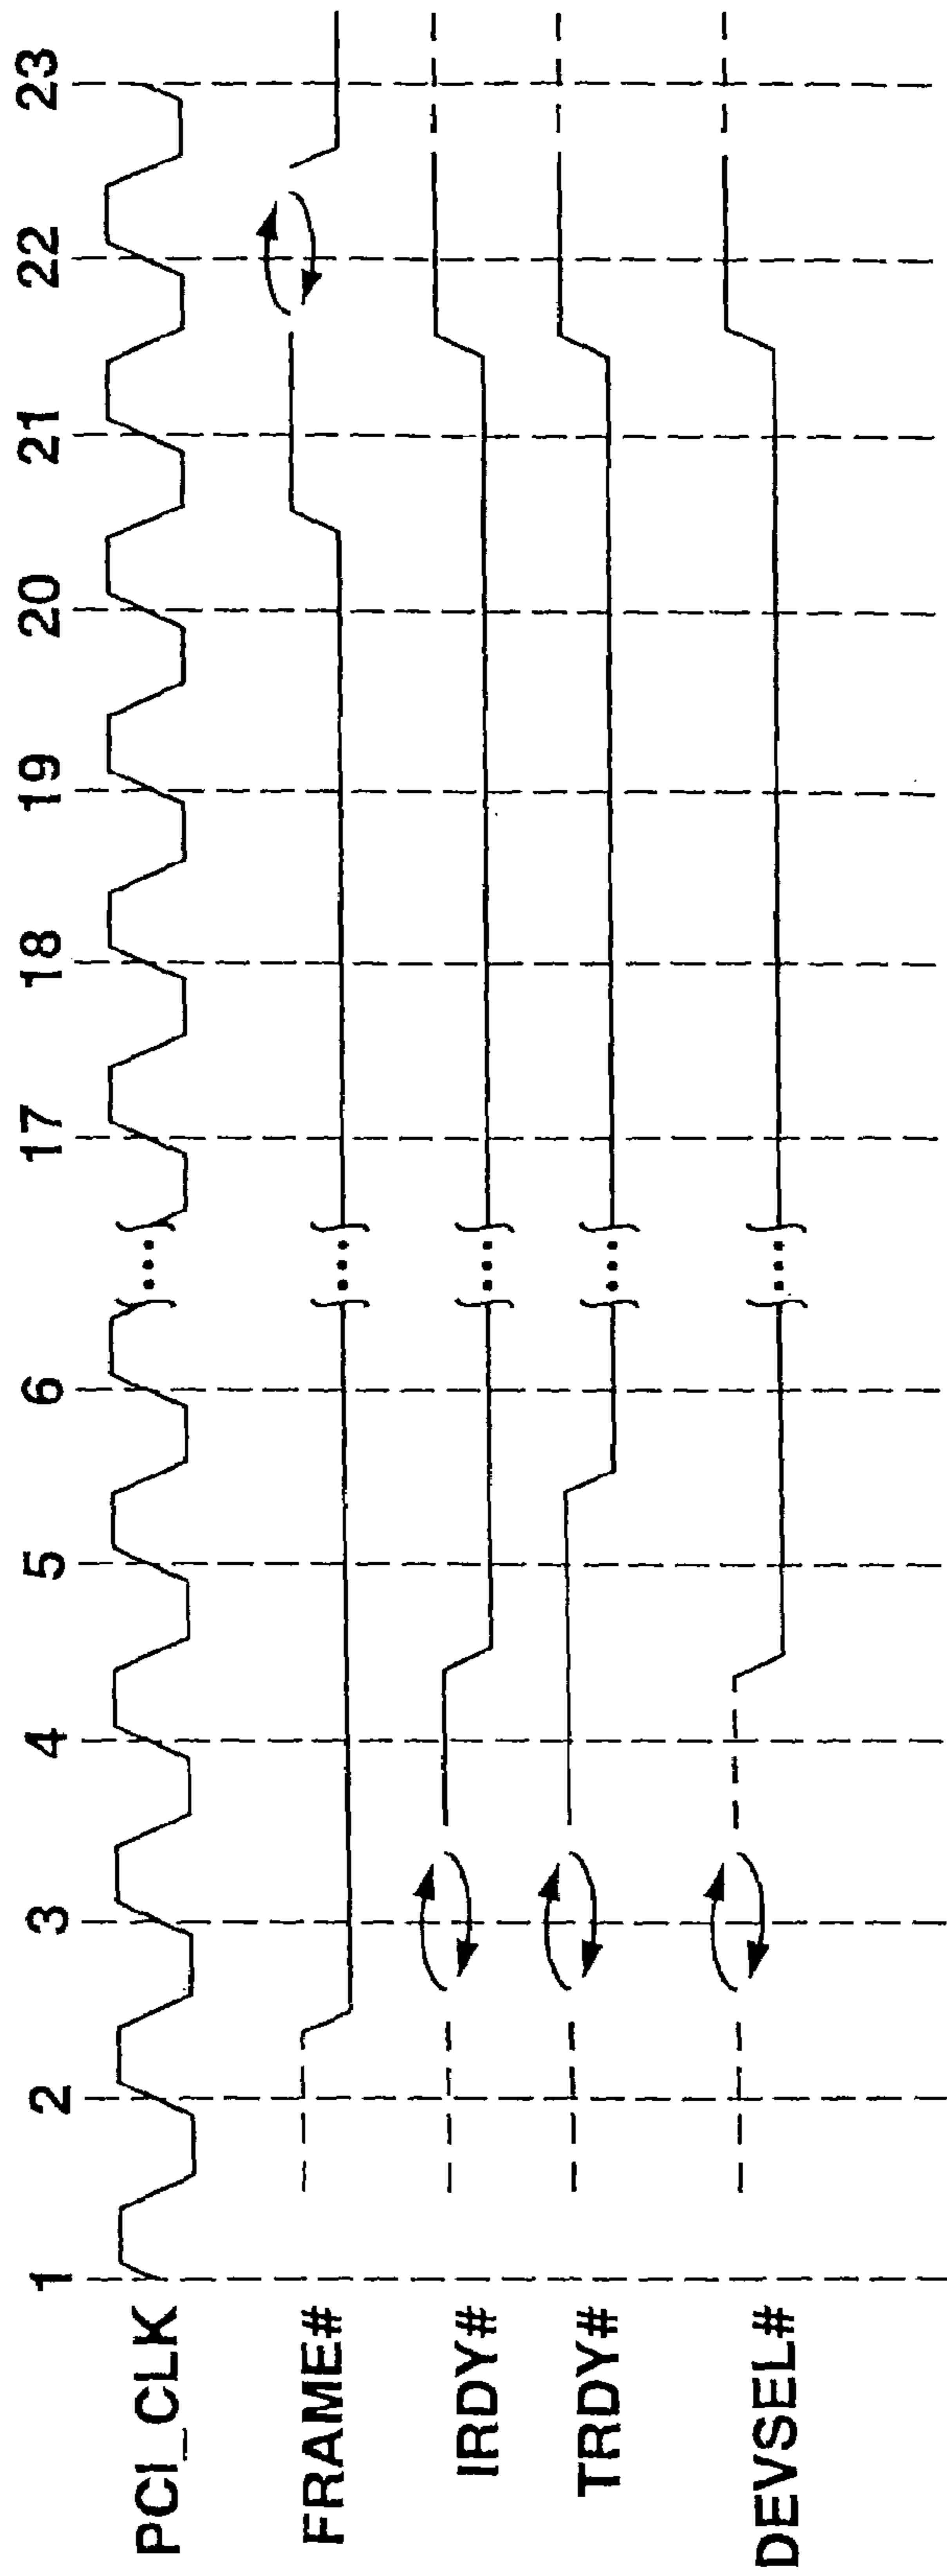 1 2 3 4 5 6 ... 17 18 19 20 21 22 23
PCI_CLK ...
FRAME# ...
IRDY# ...
TRDY# ...
DEVSEL# ...